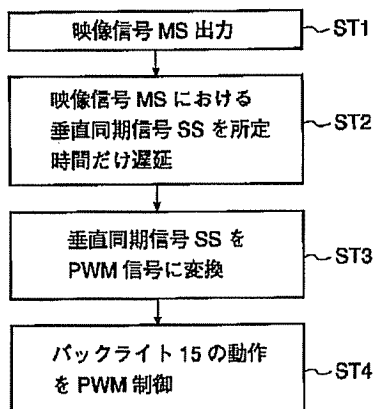 映像信号 MS 出力
ST1
映像信号 MS における
垂直同期信号 SS を所定
時間だけ遅延
ST2
垂直同期信号 SS を
PWM 信号に変換
ST3
バックライト 15 の動作
を PWM 制御
ST4